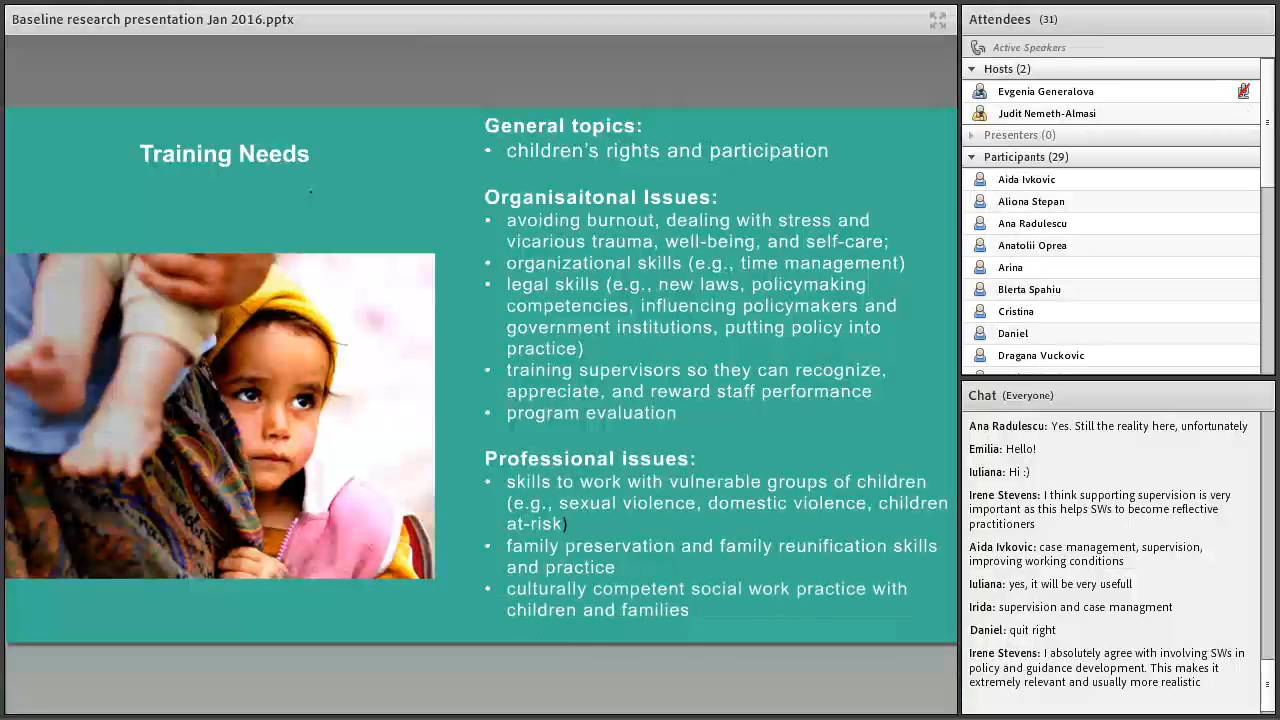 Baseline research presentation Jan 2016.pptx
Training Needs
General topics:
• children's rights and participation
Organisaitonal Issues:
• avoiding burnout, dealing with stress and
vicarious trauma, well-being, and self-care;
• organizational skills (e.g., time management)
• legal skills (e.g., new laws, policymaking
competencies, influencing policymakers and
government institutions, putting policy into
practice)
• training supervisors so they can recognize,
appreciate, and reward staff performance
• program evaluation
Professional issues:
• skills to work with vulnerable groups of children
(e.g., sexual violence, domestic violence, children
at-risk)
• family preservation and family reunification skills
and practice
• culturally competent social work practice with
children and families
Attendees (31)
Active Speakers
Hosts (2)
Evgenia Generalova
Judit Nemeth-Almasi
Presenters (0)
Participants (29)
Aida Ivkovic
Aliona Stepan
Ana Radulescu
Anatolii Oprea
Arina
Blerta Spahiu
Cristina
Daniel
Dragana Vuckovic
Chat (Everyone)
Ana Radulescu: Yes. Still the reality here, unfortunately
Emilia: Hello!
Iuliana: Hi :)
Irene Stevens: I think supporting supervision is very
important as this helps SWs to become reflective
practitioners
Aida Ivkovic: case management, supervision,
improving working conditions
Iuliana: yes, it will be very usefull
Irida: supervision and case managment
Daniel: quit right
Irene Stevens: I absolutely agree with involving SWs in
policy and guidance development. This makes it
extremely relevant and usually more realistic